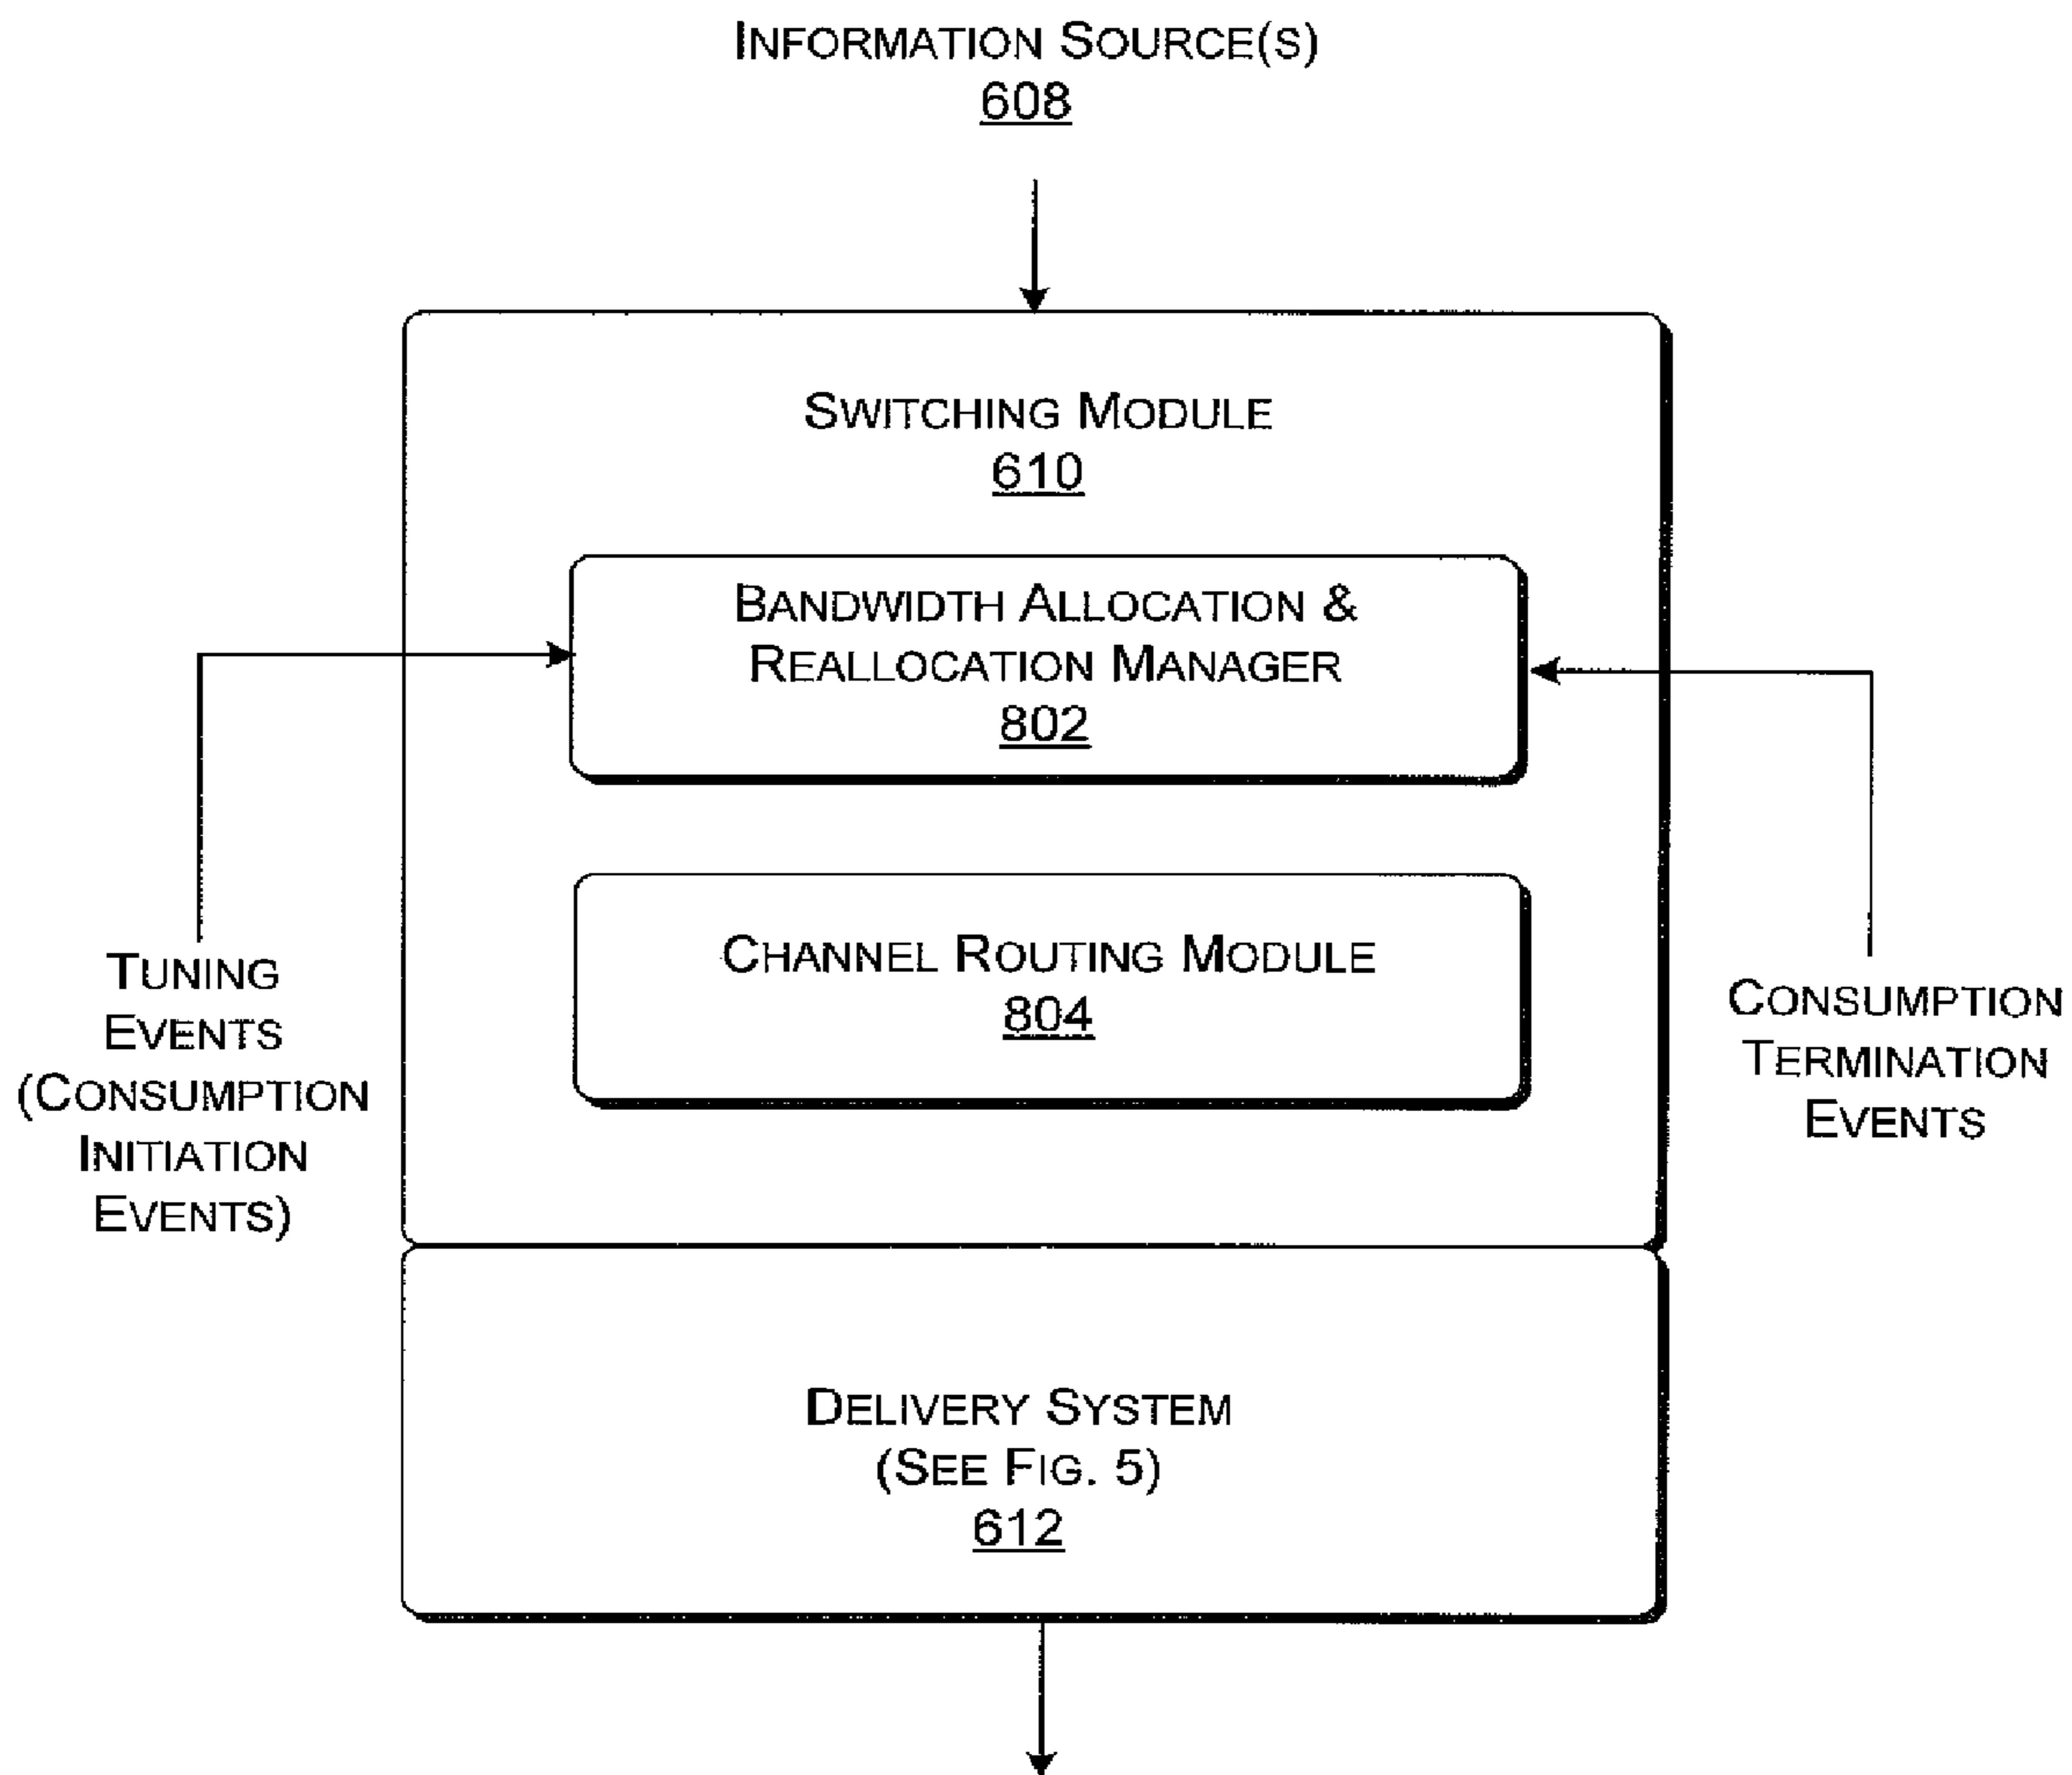 INFORMATION SOURCE(S)
608
SWITCHING MODULE
610
BANDWIDTH ALLOCATION &
REALLOCATION MANAGER
802
CHANNEL ROUTING MODULE
804
TUNING
EVENTS
(CONSUMPTION
INITIATION
EVENTS)
CONSUMPTION
TERMINATION
EVENTS
DELIVERY SYSTEM
(SEE FIG. 5)
612